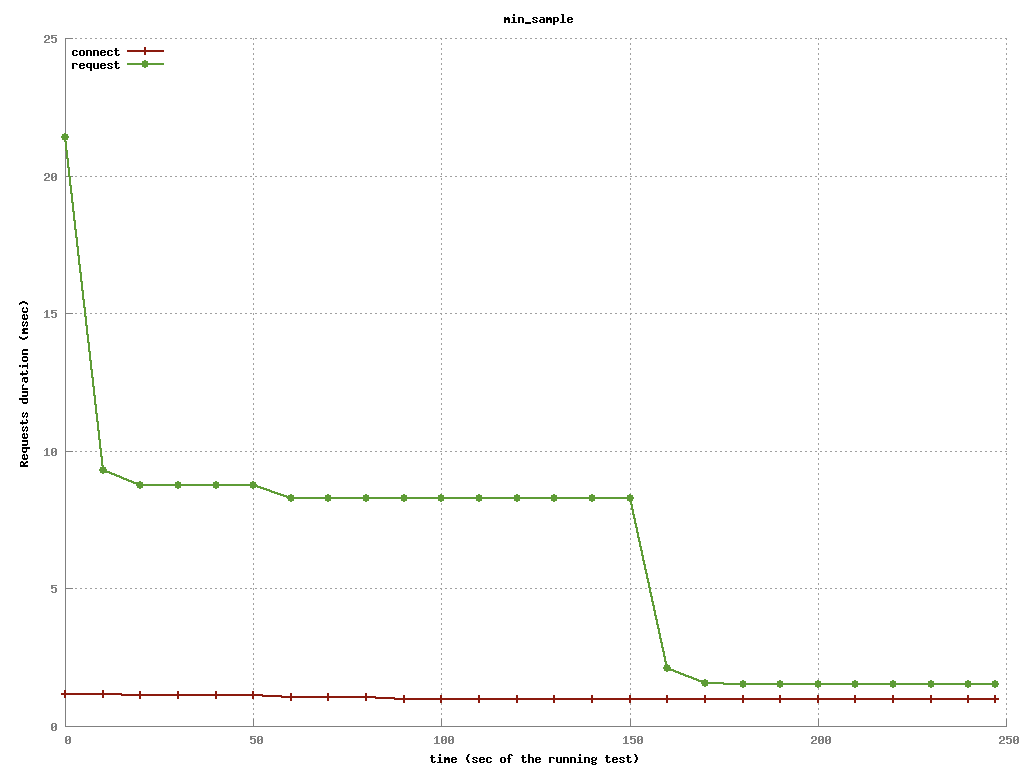 min_sample
connect
request
25
20
15
10
5
0
Requests duration (msec)
0 50 100 150 200 250
time (sec of the running test)